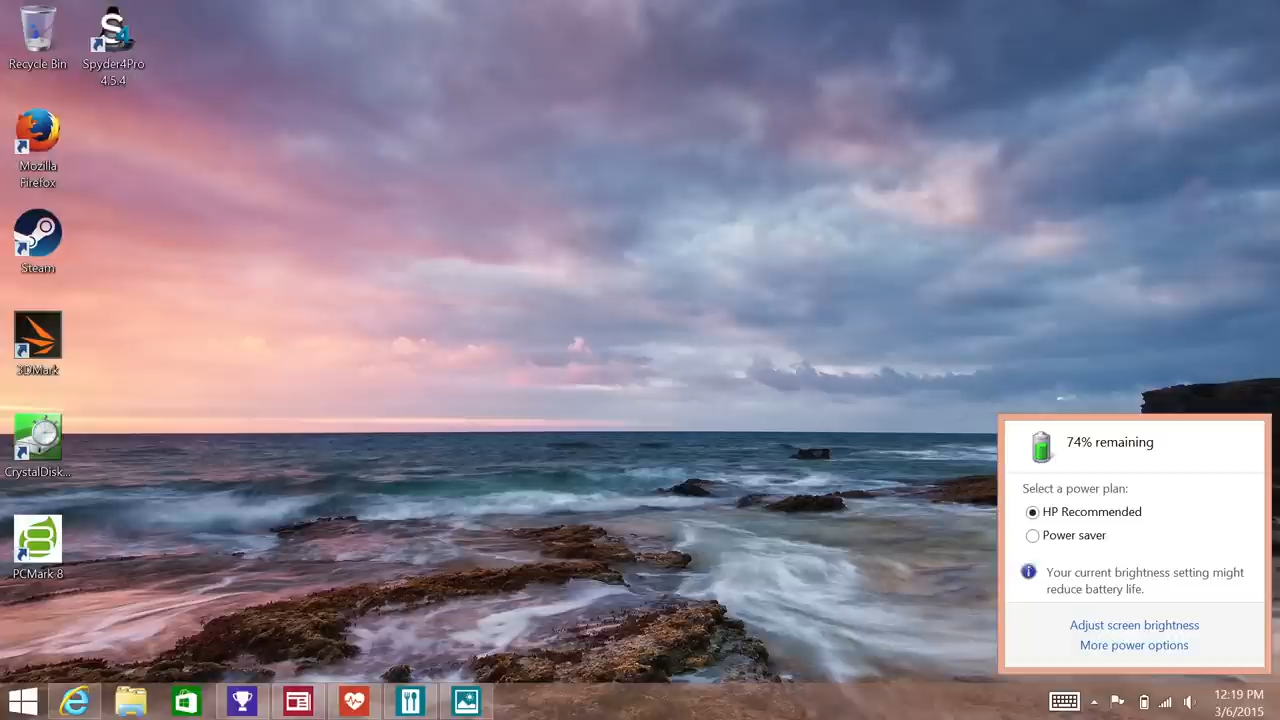 Recycle Bin
Spyder4Pro
4.5.4
Mozilla
Firefox
Steam
3DMark
CrystalDisk...
PCMark 8
74% remaining
Select a power plan:
HP Recommended
Power saver
Your current brightness setting might
reduce battery life.
Adjust screen brightness
More power options
12:19 PM
3/6/2015